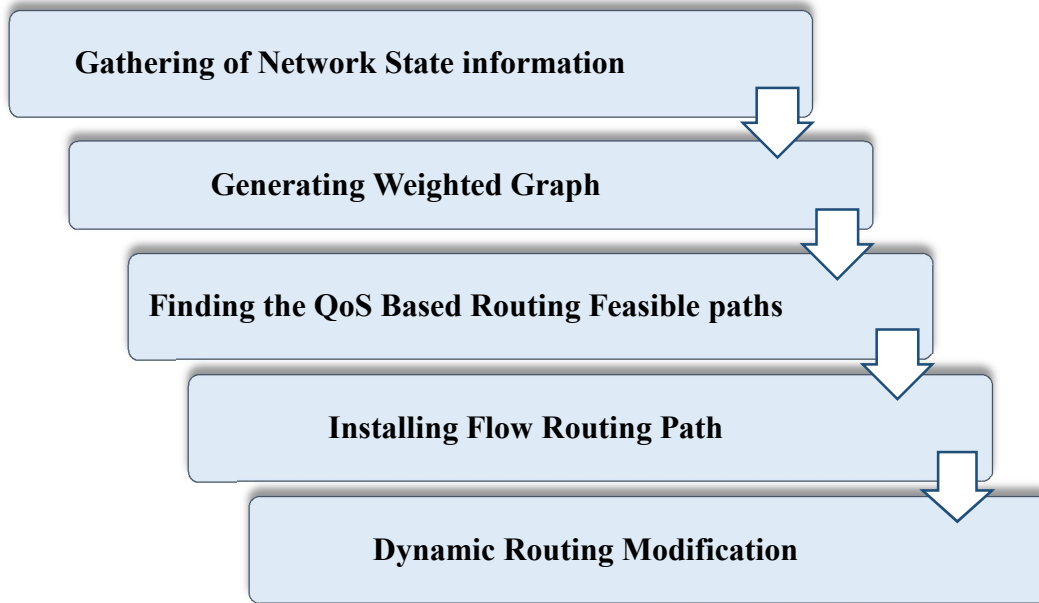 Gathering of Network State information
Generating Weighted Graph
Finding the QoS Based Routing Feasible paths
Installing Flow Routing Path
Dynamic Routing Modification